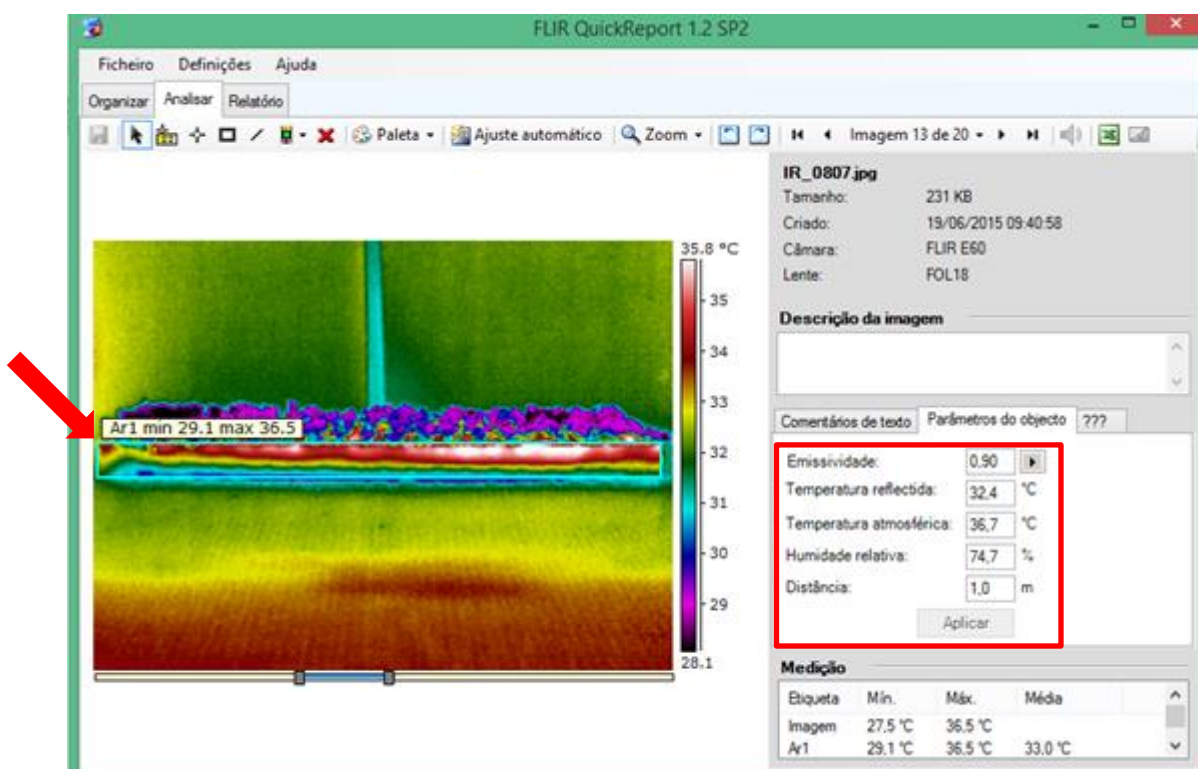 FLIR QuickReport 1.2 SP2
Ficheiro Definições Ajuda
Organizar Analisar Relatório
Paleta Ajuste automático Zoom Imagem 13 de 20
IR_0807.jpg
Tamanho: 231 KB
Criado: 19/06/2015 09:40:58
Câmara: FLIR E60
Lente: FOL18
35.8 °C
35
34
33
32
31
30
29
28.1
Ar1 min 29.1 max 36.5
Descrição da imagem
Comentários de texto Parâmetros do objecto ???
Emissividade: 0,90
Temperatura reflectida: 32,4 °C
Temperatura atmosférica: 36,7 °C
Humidade relativa: 74,7 %
Distância: 1,0 m
Aplicar
Medição
Etiqueta Mín. Máx. Média
Imagem 27,5 °C 36,5 °C
Ar1 29,1 °C 36,5 °C 33,0 °C